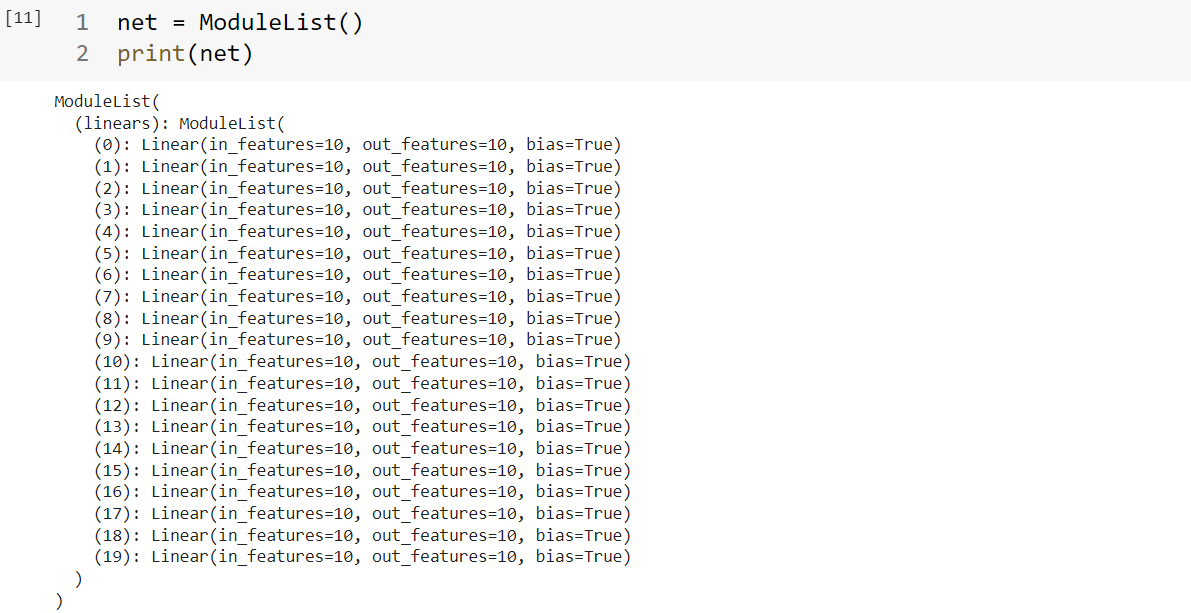 [11]
1 net = ModuleList()
2 print(net)
ModuleList(
  (linears): ModuleList(
    (0): Linear(in_features=10, out_features=10, bias=True)
    (1): Linear(in_features=10, out_features=10, bias=True)
    (2): Linear(in_features=10, out_features=10, bias=True)
    (3): Linear(in_features=10, out_features=10, bias=True)
    (4): Linear(in_features=10, out_features=10, bias=True)
    (5): Linear(in_features=10, out_features=10, bias=True)
    (6): Linear(in_features=10, out_features=10, bias=True)
    (7): Linear(in_features=10, out_features=10, bias=True)
    (8): Linear(in_features=10, out_features=10, bias=True)
    (9): Linear(in_features=10, out_features=10, bias=True)
    (10): Linear(in_features=10, out_features=10, bias=True)
    (11): Linear(in_features=10, out_features=10, bias=True)
    (12): Linear(in_features=10, out_features=10, bias=True)
    (13): Linear(in_features=10, out_features=10, bias=True)
    (14): Linear(in_features=10, out_features=10, bias=True)
    (15): Linear(in_features=10, out_features=10, bias=True)
    (16): Linear(in_features=10, out_features=10, bias=True)
    (17): Linear(in_features=10, out_features=10, bias=True)
    (18): Linear(in_features=10, out_features=10, bias=True)
    (19): Linear(in_features=10, out_features=10, bias=True)
  )
)